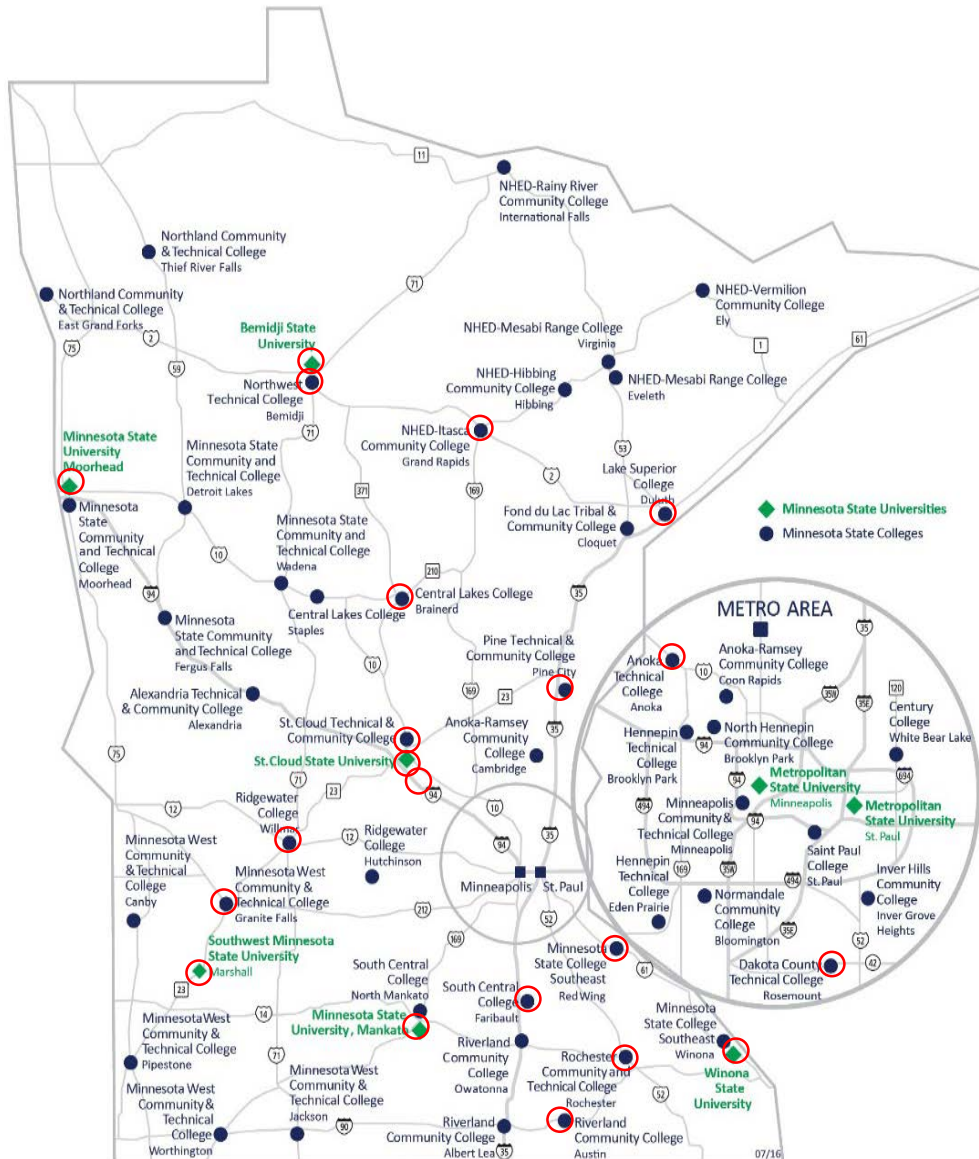 11
NHED-Rainy River
Community College
International Falls
Northland Community
& Technical College
Thief River Falls
71
Northland Community
& Technical College
East Grand Forks
NHED-Vermilion
Community College
Ely
75
2
59
Bemidji State
University
NHED-Mesabi Range College
Virginia
61
1
Northwest
Technical College
Bemidji
71
NHED-Hibbing
Community College
Hibbing
NHED-Mesabi Range College
Eveleth
Minnesota State
University
Moorhead
Minnesota State
Community and
Technical College
Detroit Lakes
NHED-Itasca
Community College
Grand Rapids
53
2
371
169
Lake Superior
College
Duluth
Minnesota
State
Community
and Technical
College
Moorhead
Fond du Lac Tribal &
Community College
Cloquet
Minnesota State Universities
Minnesota State Colleges
10
Minnesota State
Community and
Technical College
Wadena
210
94
35
Central Lakes College
Staples
Central Lakes College
Brainerd
Minnesota
State Community
and Technical College
Fergus Falls
10
Pine Technical &
Community College
Pine City
169
23
Alexandria Technical
& Community College
Alexandria
St. Cloud Technical &
Community College
Anoka-Ramsey
Community
College
Cambridge
35
75
St. Cloud State University
71
23
94
10
12
Ridgewater
College
Willmar
12
Ridgewater
College
Hutchinson
94
35
Minneapolis
St. Paul
Minnesota West
Community
& Technical
College
Canby
Minnesota West
Community &
Technical College
Granite Falls
212
52
169
Southwest Minnesota
State University
Marshall
23
South Central
College
North Mankato
Minnesota
State College
Southeast
Red Wing
61
South Central
College
Faribault
14
Minnesota State
University, Mankato
Minnesota
State College
Southeast
Winona
Minnesota West
Community &
Technical College
Pipestone
71
Riverland
Community
College
Owatonna
Rochester
Community and
Technical College
Rochester
Winona
State
University
52
Minnesota West
Community &
Technical
College
Worthington
Minnesota West
Community &
Technical College
Jackson
90
Riverland
Community College
Albert Lea
35
Riverland
Community College
Austin
07/16
METRO AREA
35
Anoka
Technical
College
Anoka
10
Anoka-Ramsey
Community College
Coon Rapids
35W
35E
120
Century
College
White Bear Lake
Hennepin
Technical
College
Brooklyn Park
94
North Hennepin
Community College
Brooklyn Park
694
94
Metropolitan
State University
Minneapolis
494
Metropolitan
State University
St. Paul
Minneapolis
Community &
Technical College
Minneapolis
94
Saint Paul
College
St. Paul
Hennepin
Technical
College
Eden Prairie
169
35W
494
Inver Hills
Community
College
Inver Grove
Heights
Normandale
Community
College
Bloomington
35E
52
42
Dakota County
Technical College
Rosemount